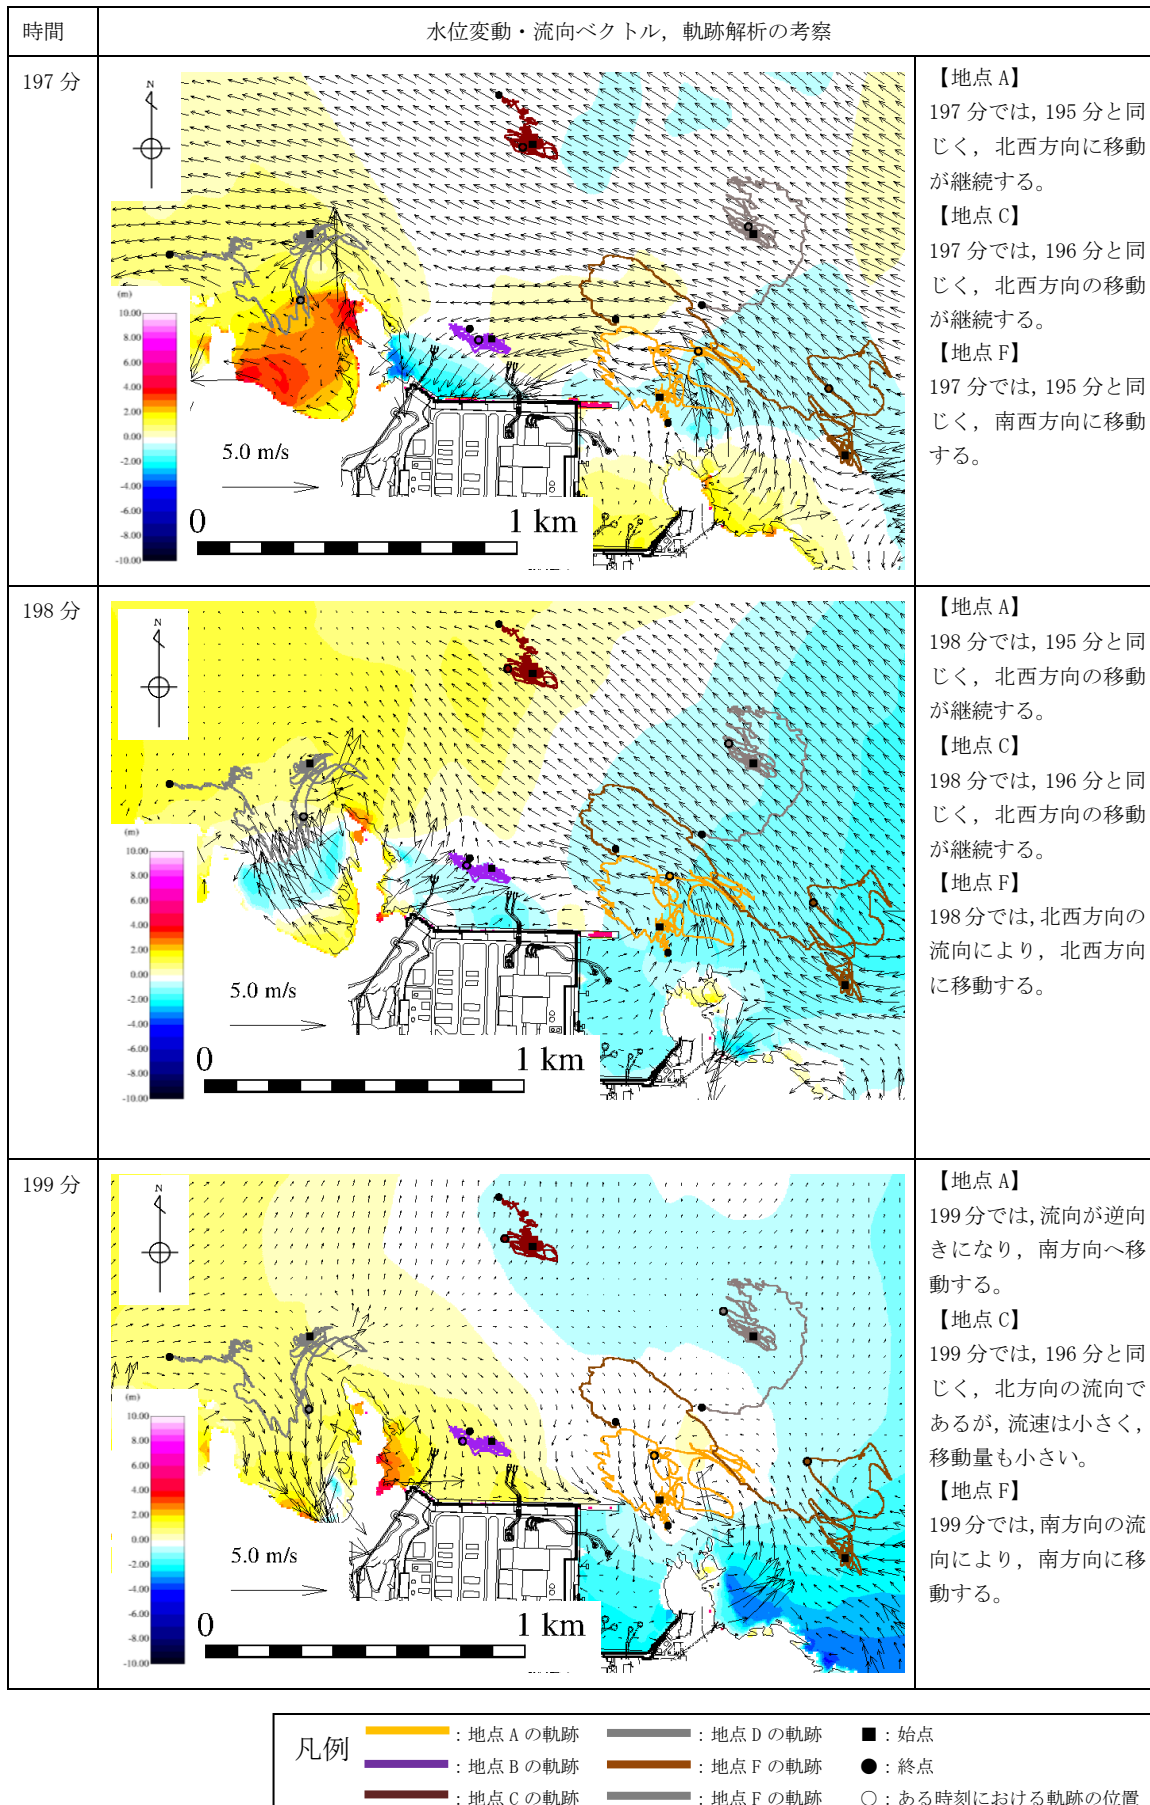 時間
水位変動・流向ベクトル，軌跡解析の考察
197 分
N
(m)
10.00
8.00
6.00
4.00
2.00
0.00
-2.00
-4.00
-6.00
-8.00
-10.00
5.0 m/s
0
1 km
【地点 A】
197 分では，195 分と同
じく，北西方向に移動
が継続する。
【地点 C】
197 分では，196 分と同
じく，北西方向の移動
が継続する。
【地点 F】
197 分では，195 分と同
じく，南西方向に移動
する。
198 分
N
(m)
10.00
8.00
6.00
4.00
2.00
0.00
-2.00
-4.00
-6.00
-8.00
-10.00
5.0 m/s
0
1 km
【地点 A】
198 分では，195 分と同
じく，北西方向の移動
が継続する。
【地点 C】
198 分では，196 分と同
じく，北西方向の移動
が継続する。
【地点 F】
198 分では，北西方向の
流向により，北西方向
に移動する。
199 分
N
(m)
10.00
8.00
6.00
4.00
2.00
0.00
-2.00
-4.00
-6.00
-8.00
-10.00
5.0 m/s
0
1 km
【地点 A】
199 分では，流向が逆向
きになり，南方向へ移
動する。
【地点 C】
199 分では，196 分と同
じく，北方向の流向で
あるが，流速は小さく，
移動量も小さい。
【地点 F】
199 分では，南方向の流
向により，南方向に移
動する。
凡例
：地点 A の軌跡 ：地点 D の軌跡 ■：始点
：地点 B の軌跡 ：地点 F の軌跡 ●：終点
：地点 C の軌跡 ：地点 F の軌跡 ○：ある時刻における軌跡の位置